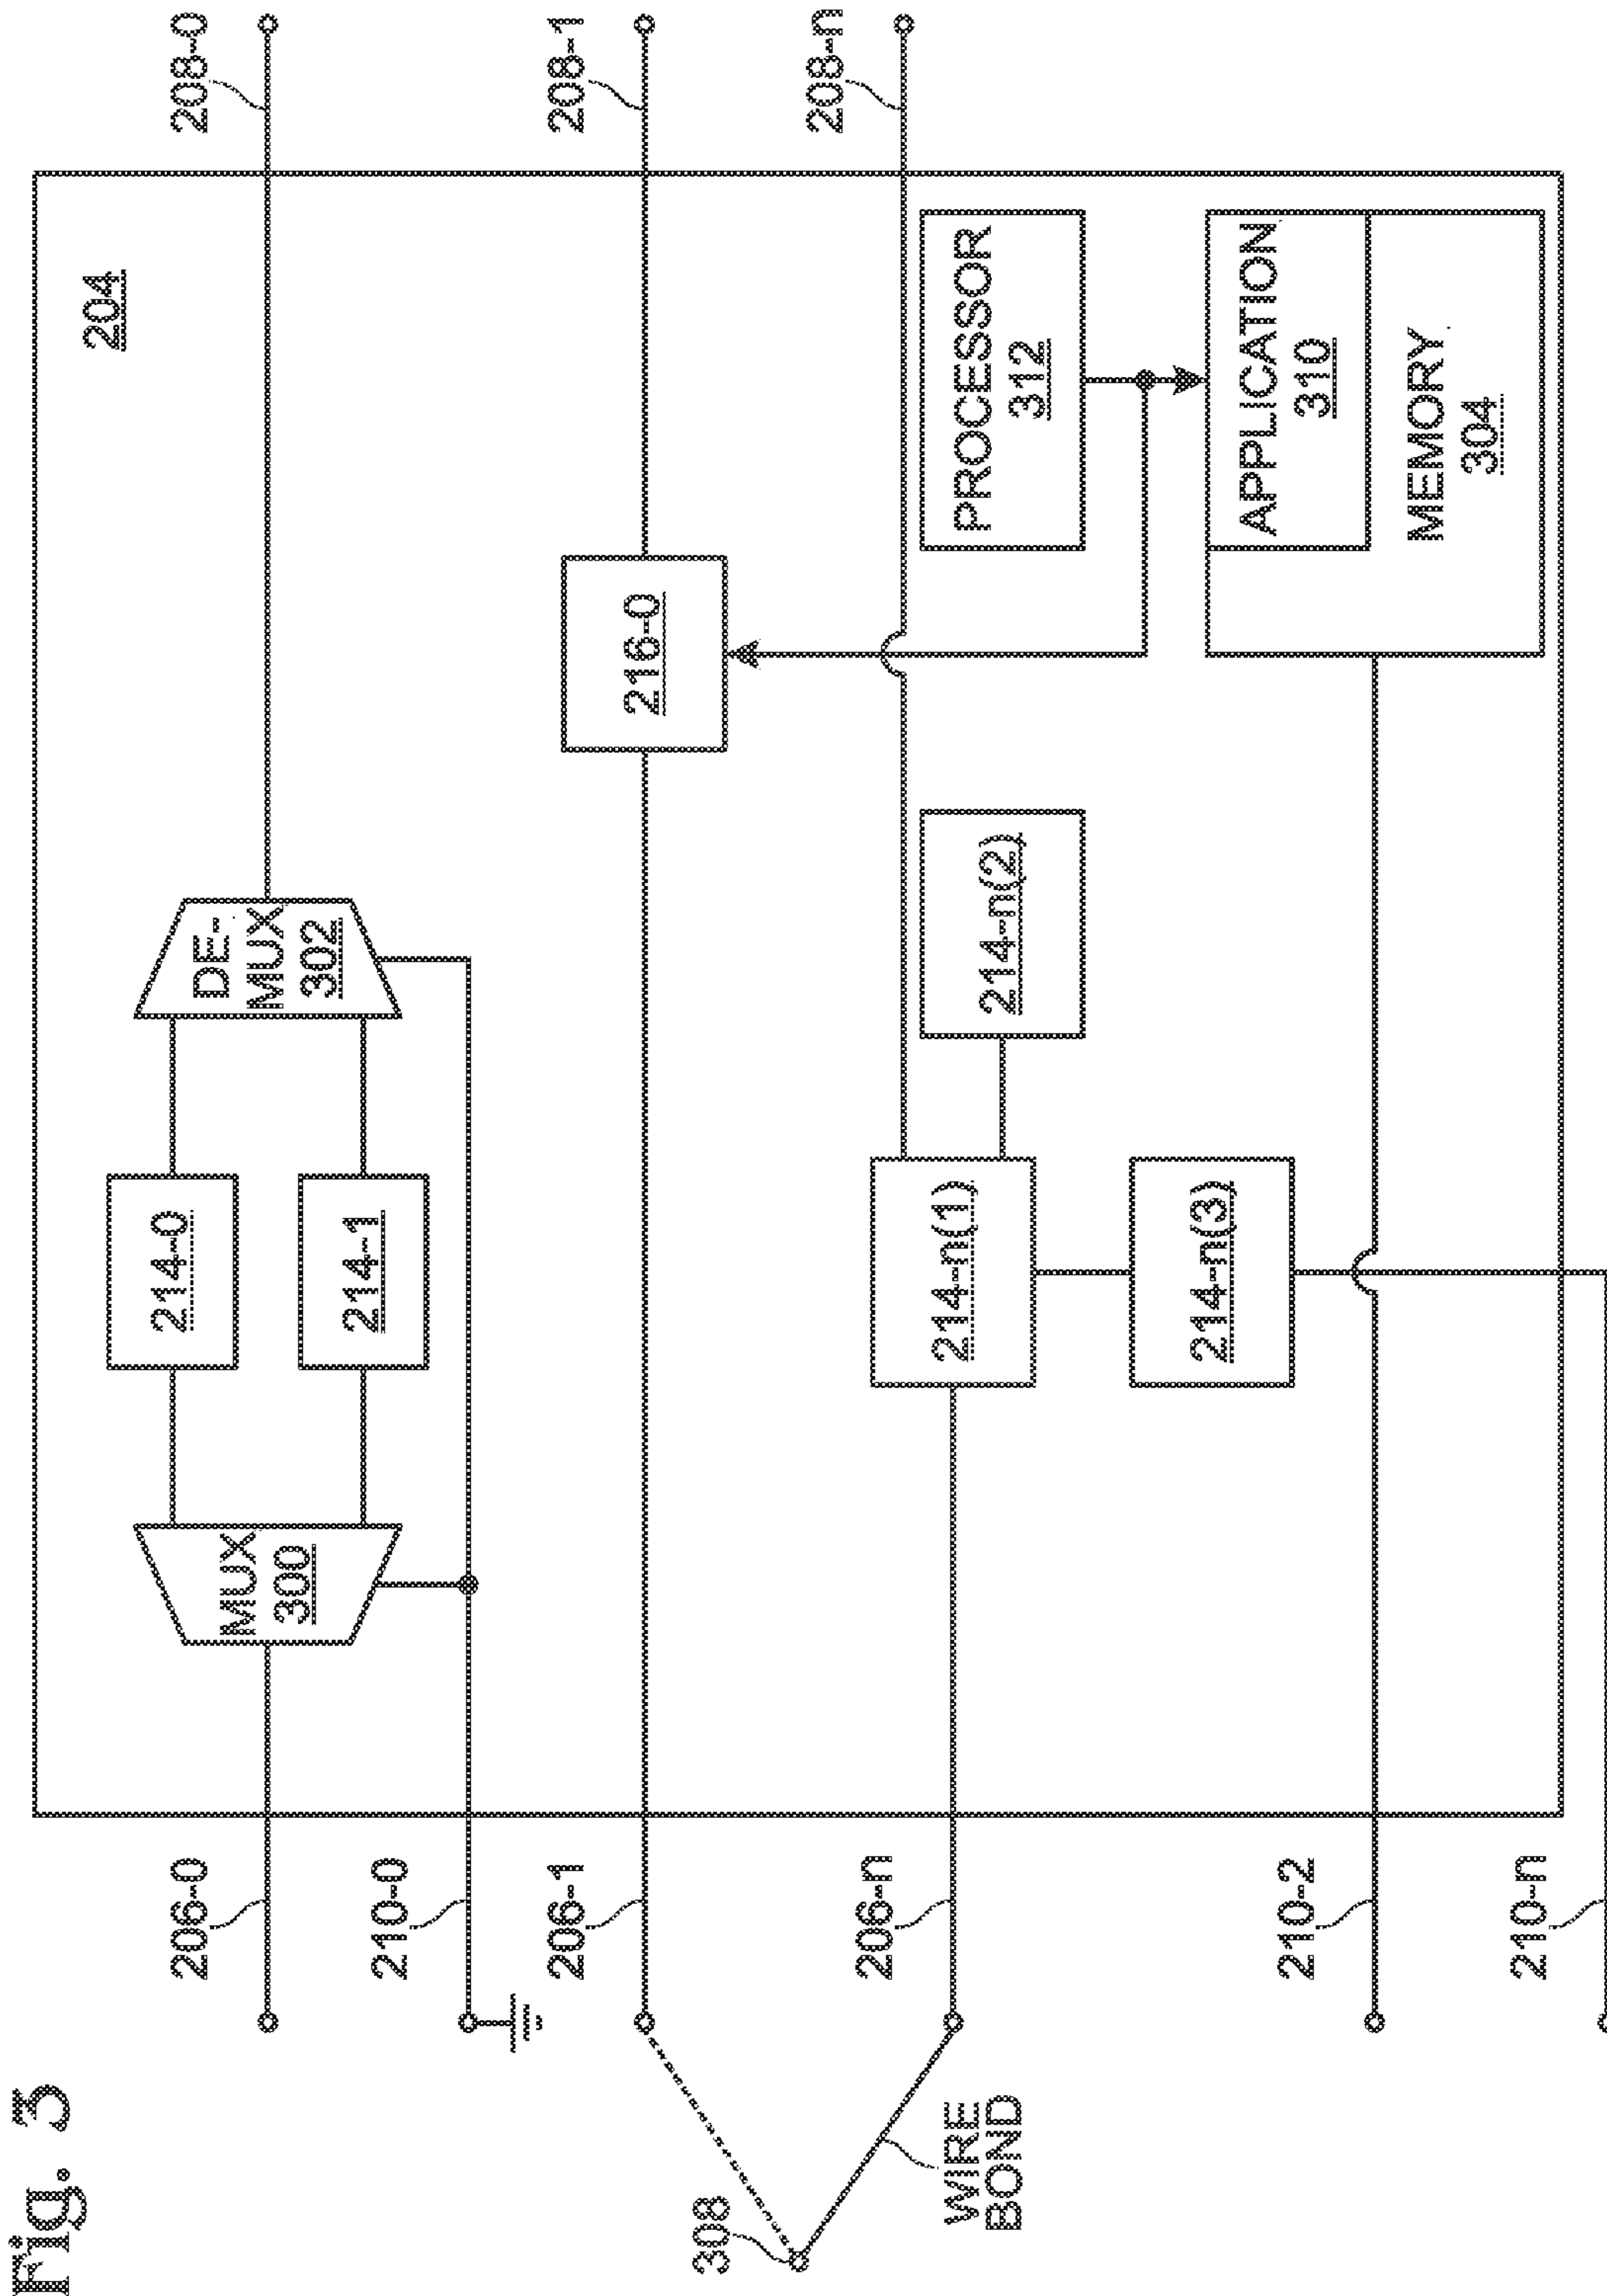 Fig. 3
204
206-0
MUX
300
214-0
214-1
DE-
MUX
302
208-0
210-0
206-1
216-0
208-1
308
WIRE
BOND
206-n
214-n(1)
214-n(2)
214-n(3)
208-n
PROCESSOR
312
APPLICATION
310
MEMORY
304
210-2
210-n